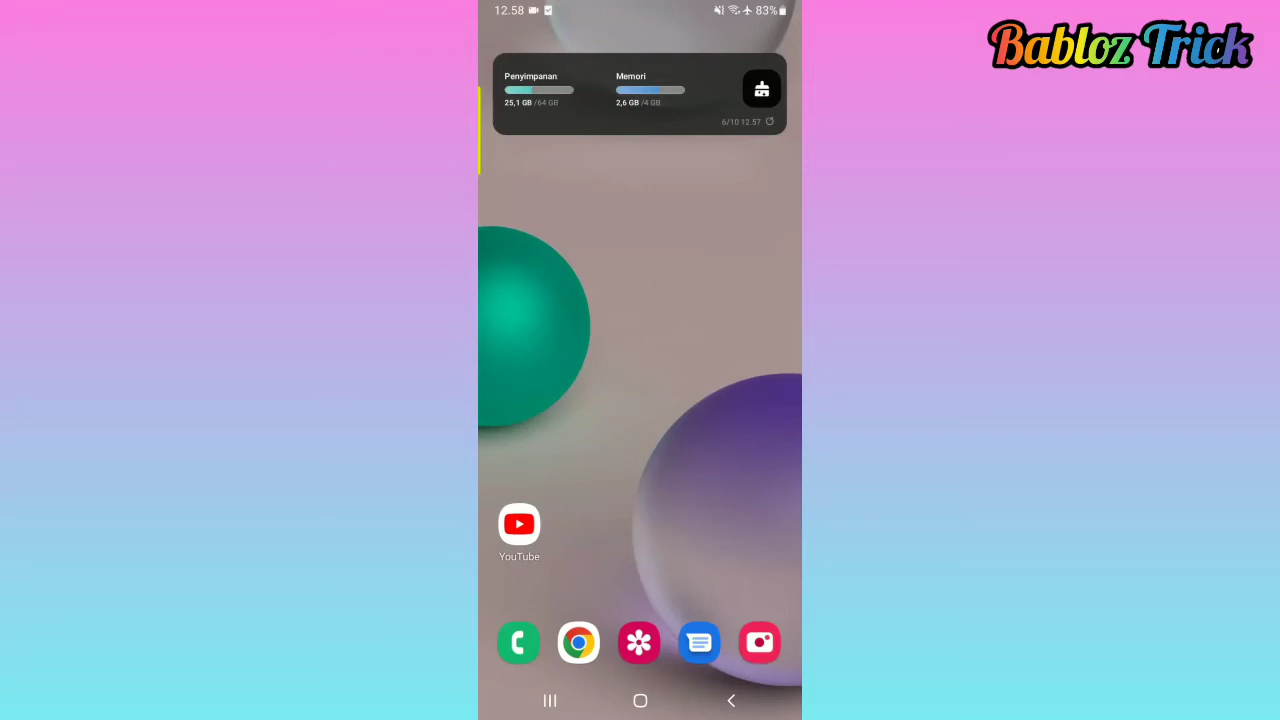 12.58
83%
Babloz Trick
Penyimpanan
25,1 GB /64 GB
Memori
2,6 GB /4 GB
6/10 12.57
YouTube